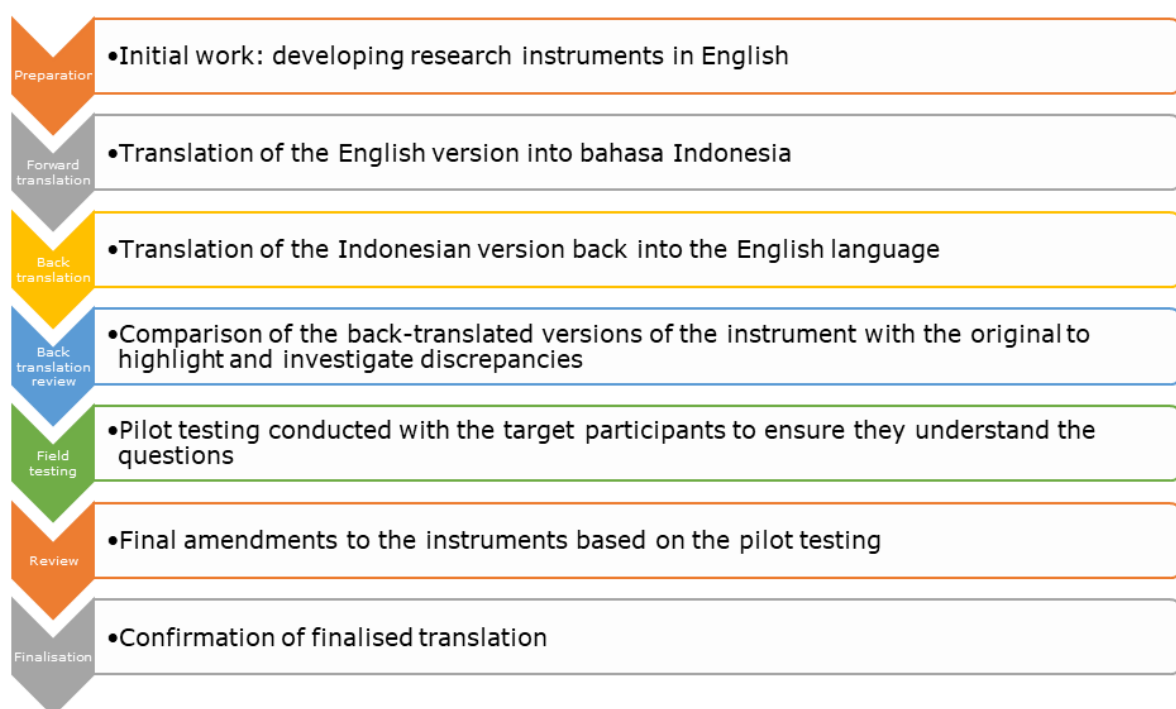 Preparation
•Initial work: developing research instruments in English
Forward
translation
•Translation of the English version into bahasa Indonesia
Back
translation
•Translation of the Indonesian version back into the English language
Back
translation
review
•Comparison of the back-translated versions of the instrument with the original to
highlight and investigate discrepancies
Field
testing
•Pilot testing conducted with the target participants to ensure they understand the
questions
Review
•Final amendments to the instruments based on the pilot testing
Finalisation
•Confirmation of finalised translation